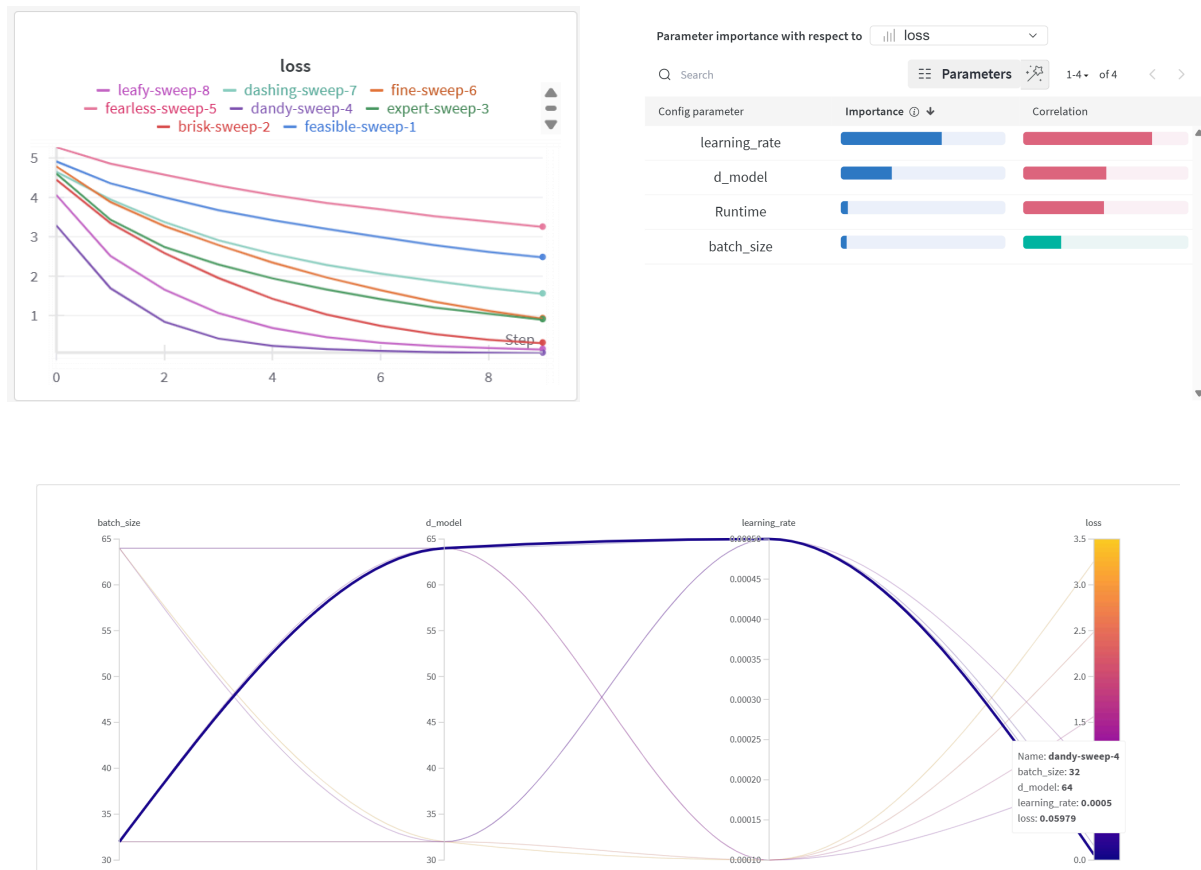 loss
leafy-sweep-8 dashing-sweep-7 fine-sweep-6
fearless-sweep-5 dandy-sweep-4 expert-sweep-3
brisk-sweep-2 feasible-sweep-1
5
4
3
2
1
Step
0 2 4 6 8
Parameter importance with respect to loss
Search Parameters 1-4 of 4
Config parameter Importance Correlation
learning_rate
d_model
Runtime
batch_size
batch_size d_model learning_rate loss
65 65 0.00050 3.5
60 60 0.00045 3.0
55 55 0.00040 2.5
50 50 0.00035 2.0
45 45 0.00030 1.5
40 40 0.00025
35 35 0.00020
30 30 0.00015
0.00010 0.0
Name: dandy-sweep-4
batch_size: 32
d_model: 64
learning_rate: 0.0005
loss: 0.05979